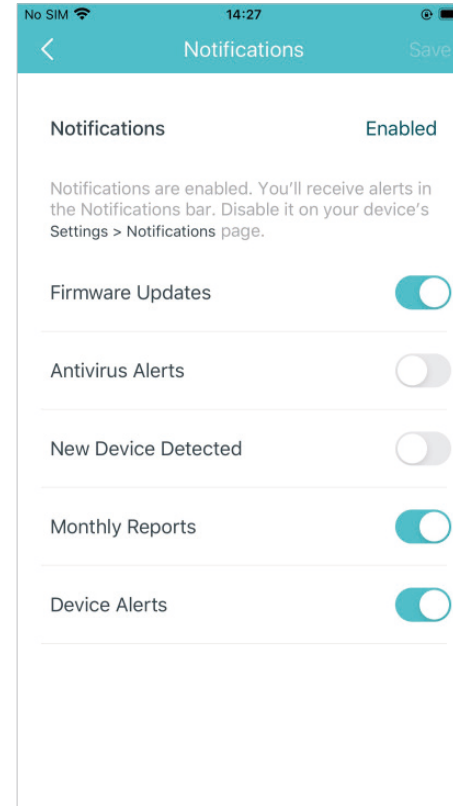 No SIM 14:27
Notifications Save
Notifications Enabled
Notifications are enabled. You'll receive alerts in
the Notifications bar. Disable it on your device's
Settings > Notifications page.
Firmware Updates
Antivirus Alerts
New Device Detected
Monthly Reports
Device Alerts